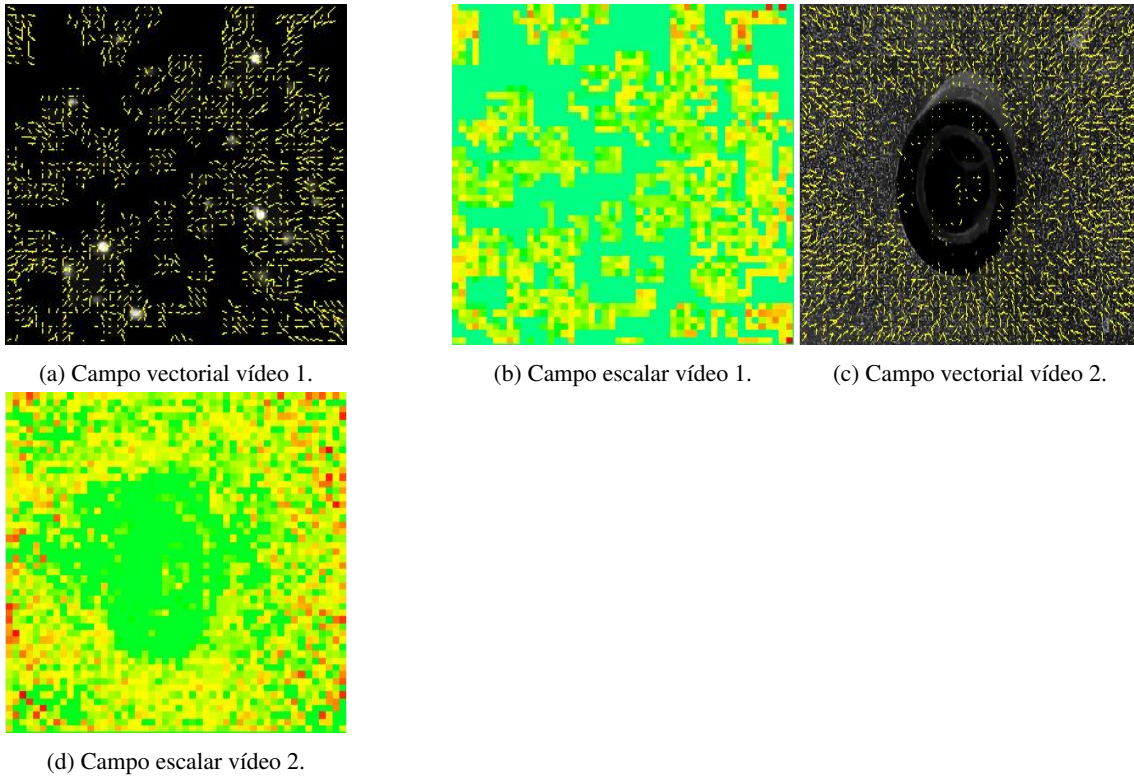 (a) Campo vectorial vídeo 1.
(b) Campo escalar vídeo 1.
(c) Campo vectorial vídeo 2.
(d) Campo escalar vídeo 2.